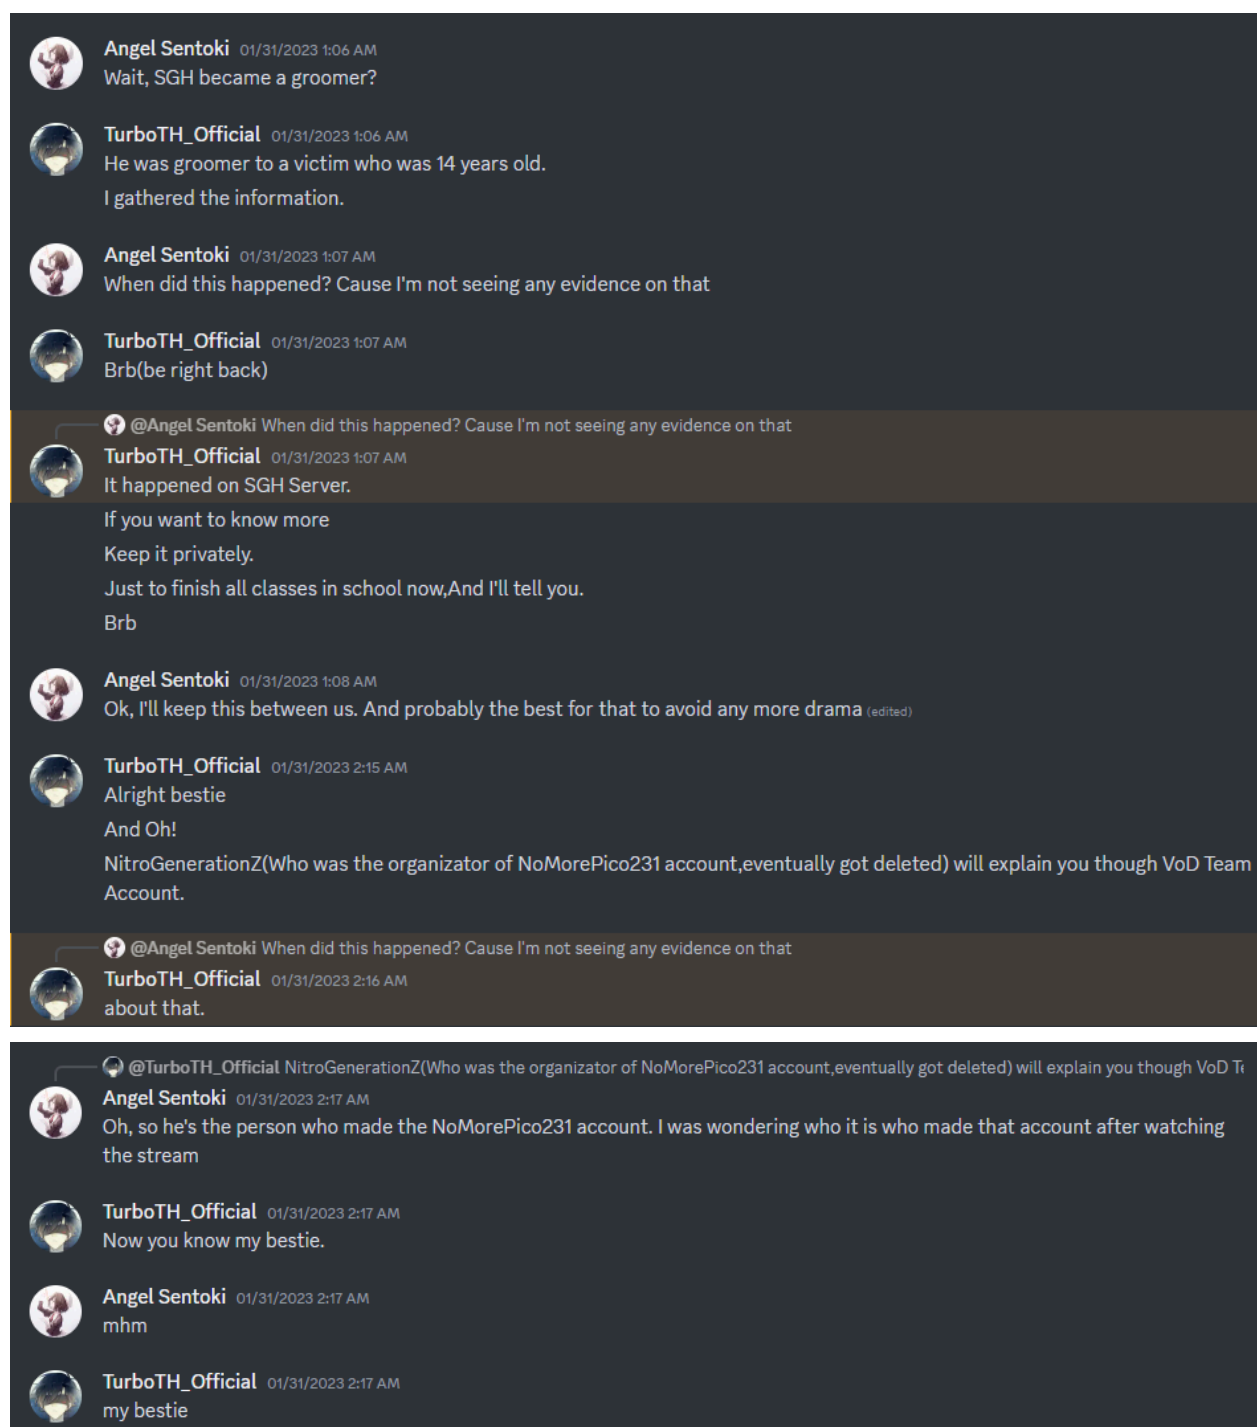 Angel Sentoki 01/31/2023 1:06 AM
Wait, SGH became a groomer?
TurboTH_Official 01/31/2023 1:06 AM
He was groomer to a victim who was 14 years old.
I gathered the information.
Angel Sentoki 01/31/2023 1:07 AM
When did this happened? Cause I'm not seeing any evidence on that
TurboTH_Official 01/31/2023 1:07 AM
Brb(be right back)
@Angel Sentoki When did this happened? Cause I'm not seeing any evidence on that
TurboTH_Official 01/31/2023 1:07 AM
It happened on SGH Server.
If you want to know more
Keep it privately.
Just to finish all classes in school now,And I'll tell you.
Brb
Angel Sentoki 01/31/2023 1:08 AM
Ok, I'll keep this between us. And probably the best for that to avoid any more drama (edited)
TurboTH_Official 01/31/2023 2:15 AM
Alright bestie
And Oh!
NitroGenerationZ(Who was the organizator of NoMorePico231 account,eventually got deleted) will explain you though VoD Team
Account.
@Angel Sentoki When did this happened? Cause I'm not seeing any evidence on that
TurboTH_Official 01/31/2023 2:16 AM
about that.
@TurboTH_Official NitroGenerationZ(Who was the organizator of NoMorePico231 account,eventually got deleted) will explain you though VoD
Angel Sentoki 01/31/2023 2:17 AM
Oh, so he's the person who made the NoMorePico231 account. I was wondering who it is who made that account after watching
the stream
TurboTH_Official 01/31/2023 2:17 AM
Now you know my bestie.
Angel Sentoki 01/31/2023 2:17 AM
mhm
TurboTH_Official 01/31/2023 2:17 AM
my bestie